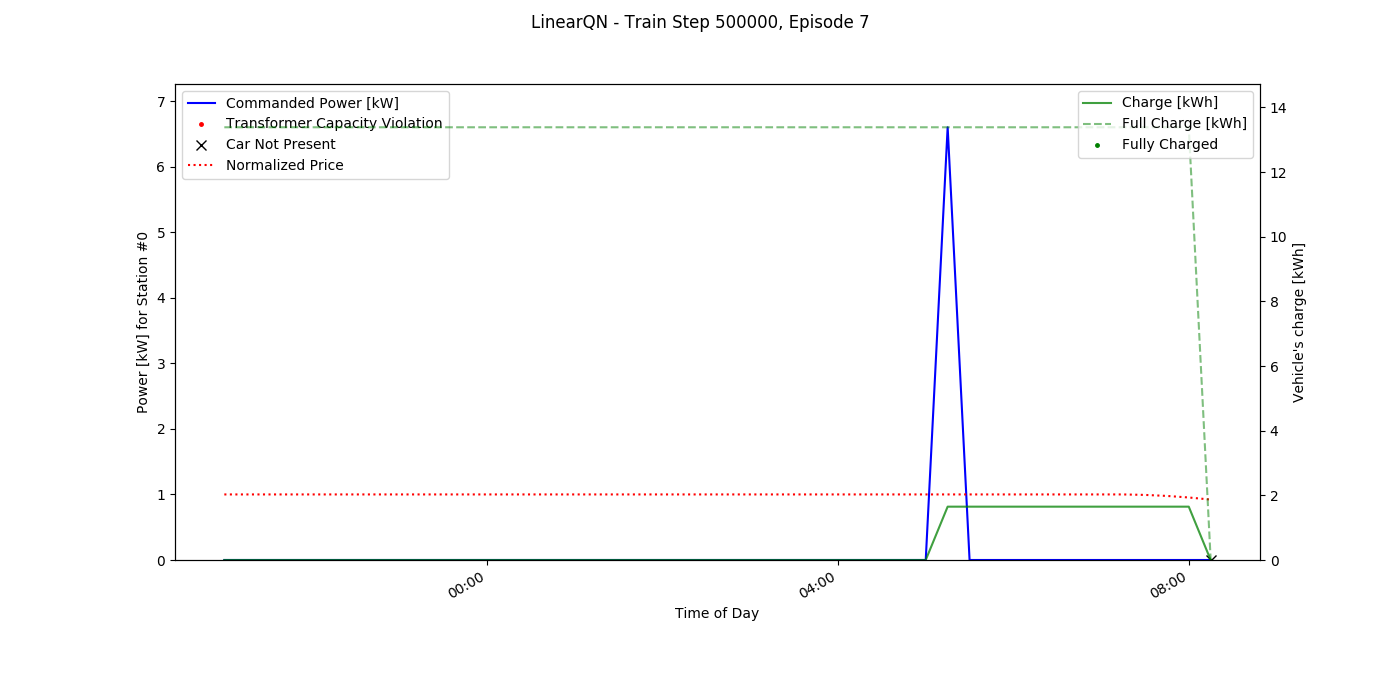 LinearQN - Train Step 500000, Episode 7
Commanded Power [kW]
Transformer Capacity Violation
Car Not Present
Normalized Price
Charge [kWh]
Full Charge [kWh]
Fully Charged
7
6
5
4
3
2
1
0
Power [kW] for Station #0
14
12
10
8
6
4
2
0
Vehicle's charge [kWh]
00:00
04:00
08:00
Time of Day